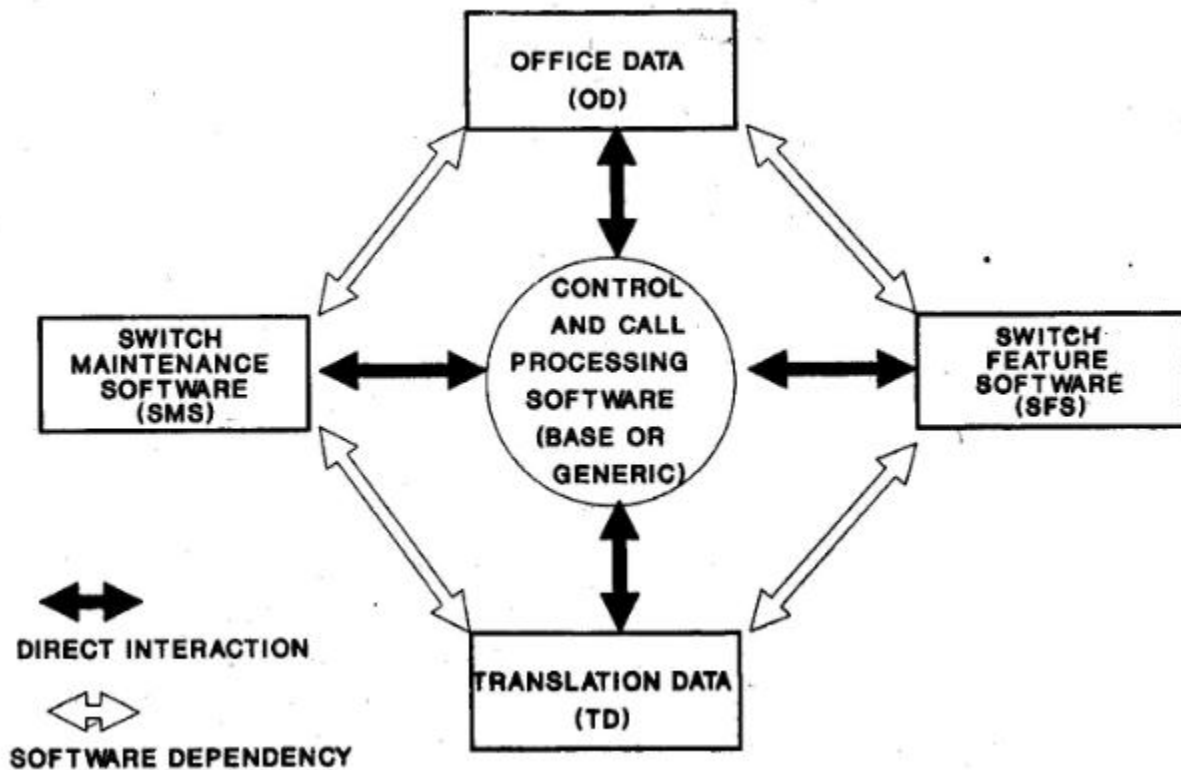 OFFICE DATA
(OD)
CONTROL
AND CALL
PROCESSING
SOFTWARE
(BASE OR
GENERIC)
SWITCH
MAINTENANCE
SOFTWARE
(SMS)
SWITCH
FEATURE
SOFTWARE
(SFS)
TRANSLATION DATA
(TD)
DIRECT INTERACTION
SOFTWARE DEPENDENCY